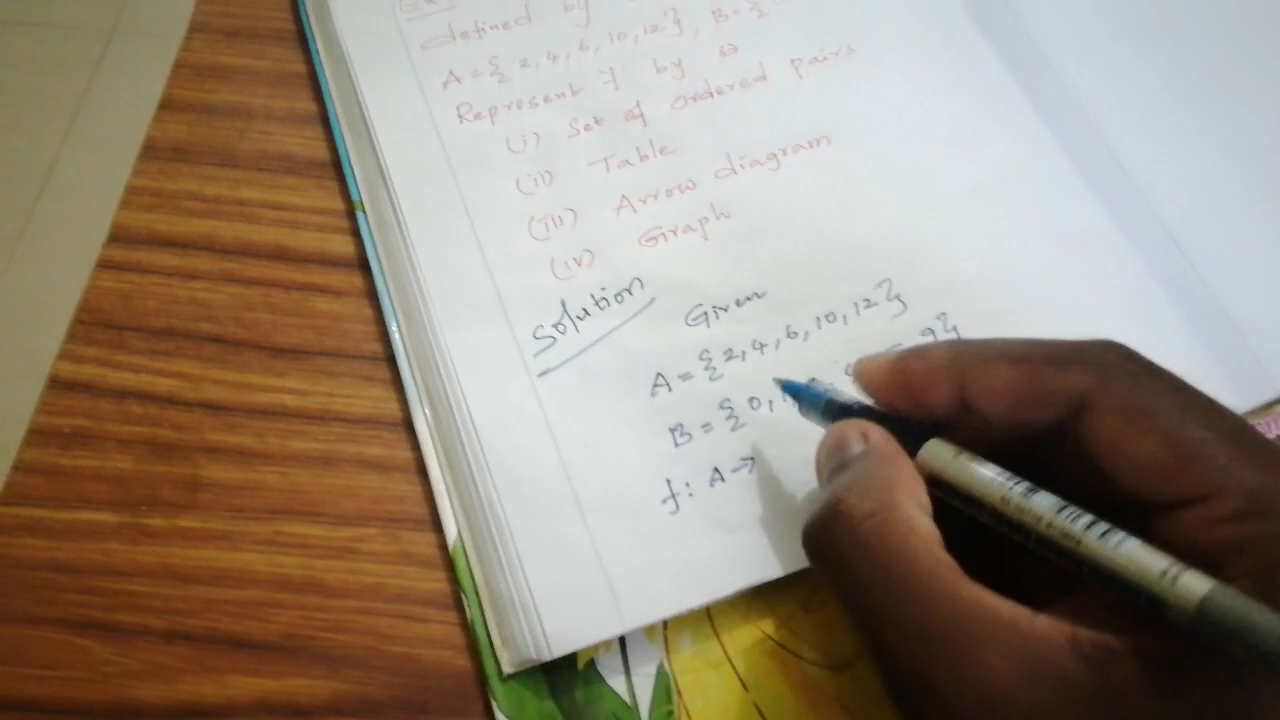 defined by
A = { 2, 4, 6, 10, 12 }, B = {
Represent f by
(i) Set of ordered pairs
(ii) Table
(iii) Arrow diagram
(iv) Graph
Solution
Given
A = { 2, 4, 6, 10, 12 }
B = { 0, 9 }
f : A →